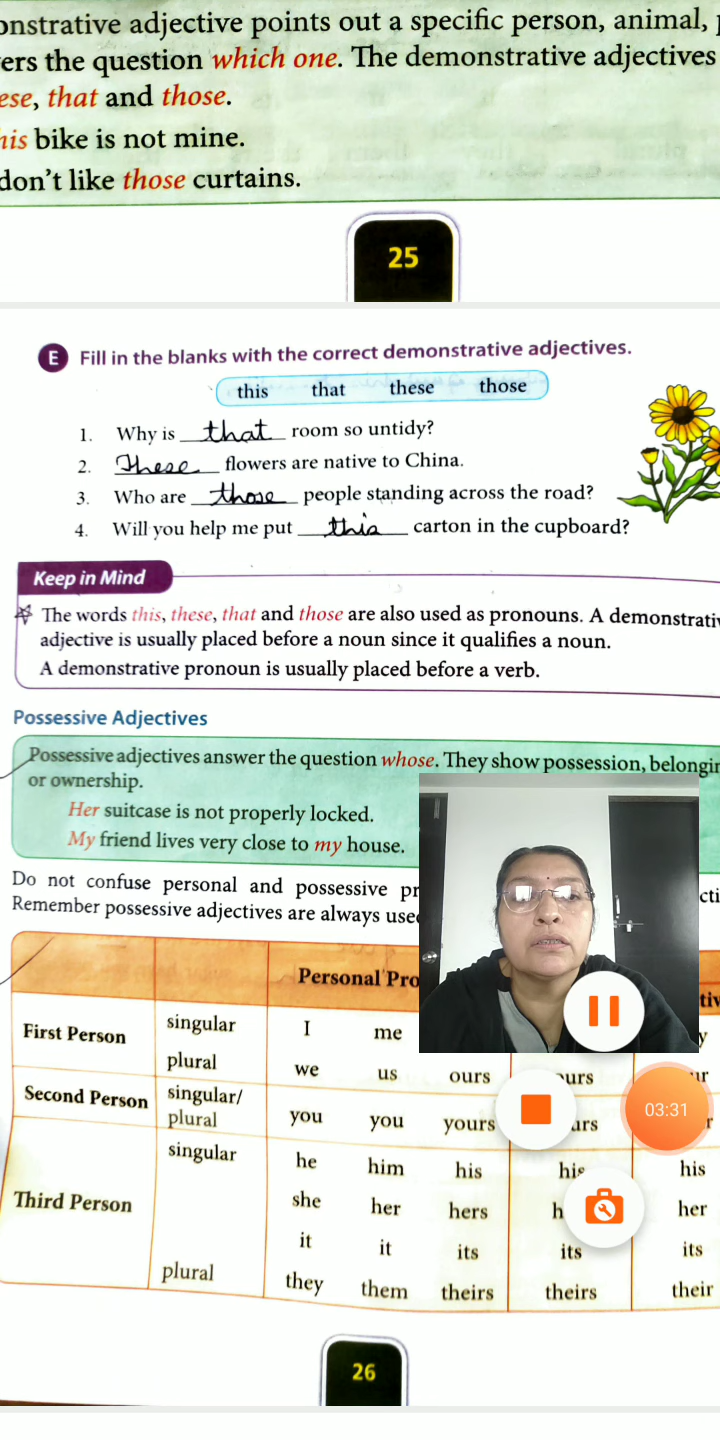 onstrative adjective points out a specific person, animal,
ers the question which one. The demonstrative adjectives
ese, that and those.
his bike is not mine.
don't like those curtains.
25
E Fill in the blanks with the correct demonstrative adjectives.
this that these those
1. Why is that room so untidy?
2. These flowers are native to China.
3. Who are those people standing across the road?
4. Will you help me put this carton in the cupboard?
Keep in Mind
The words this, these, that and those are also used as pronouns. A demonstrativ
adjective is usually placed before a noun since it qualifies a noun.
A demonstrative pronoun is usually placed before a verb.
Possessive Adjectives
Possessive adjectives answer the question whose. They show possession, belongin
or ownership.
Her suitcase is not properly locked.
My friend lives very close to my house.
Do not confuse personal and possessive pr cti
Remember possessive adjectives are always use
Personal Pro tiv
First Person singular I me y
plural we us ours ours ur
Second Person singular/
plural you you yours urs r
03:31
singular he him his his his
Third Person she her hers h her
it it its its its
plural they them theirs theirs their
26